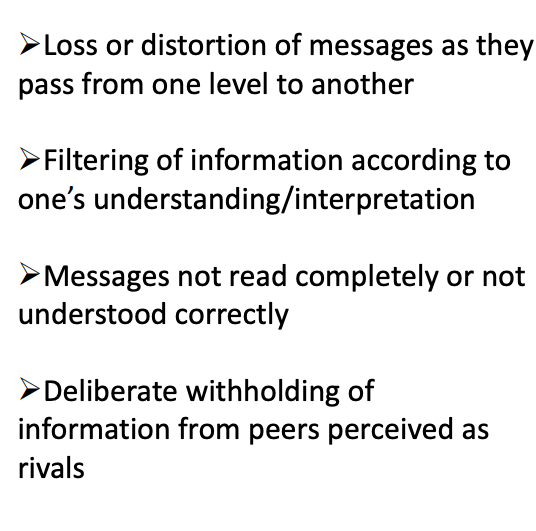 ➢Loss or distortion of messages as they
pass from one level to another
➢Filtering of information according to
one’s understanding/interpretation
➢Messages not read completely or not
understood correctly
➢Deliberate withholding of
information from peers perceived as
rivals